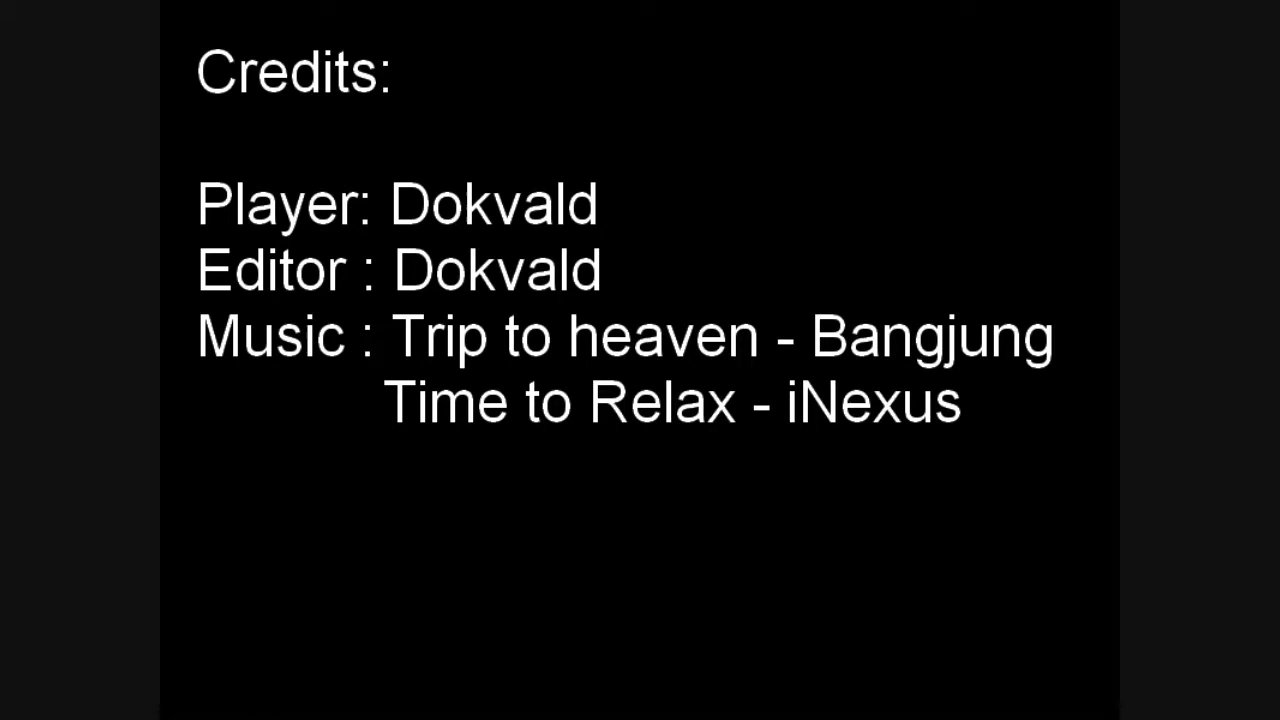 Credits:
Player: Dokvald
Editor : Dokvald
Music : Trip to heaven - Bangjung
Time to Relax - iNexus